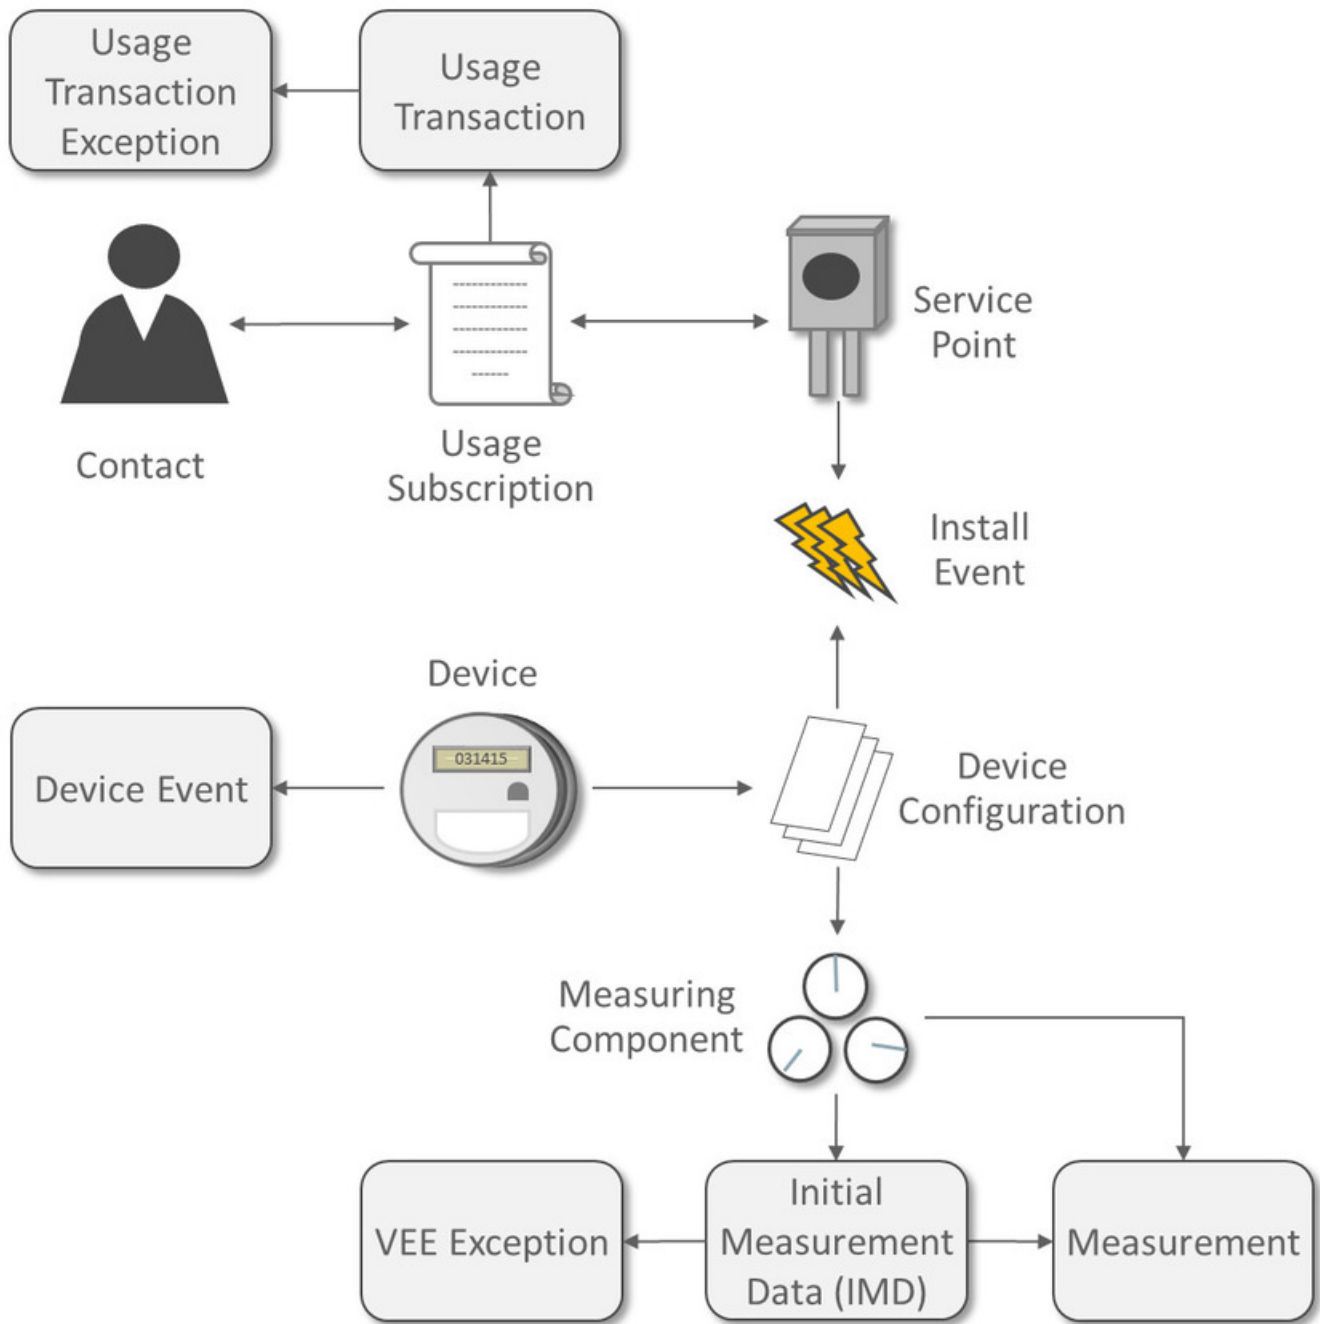 Usage
Transaction
Exception
Usage
Transaction
Contact
Usage
Subscription
Service
Point
Install
Event
Device
031415
Device Event
Device
Configuration
Measuring
Component
VEE Exception
Initial
Measurement
Data (IMD)
Measurement